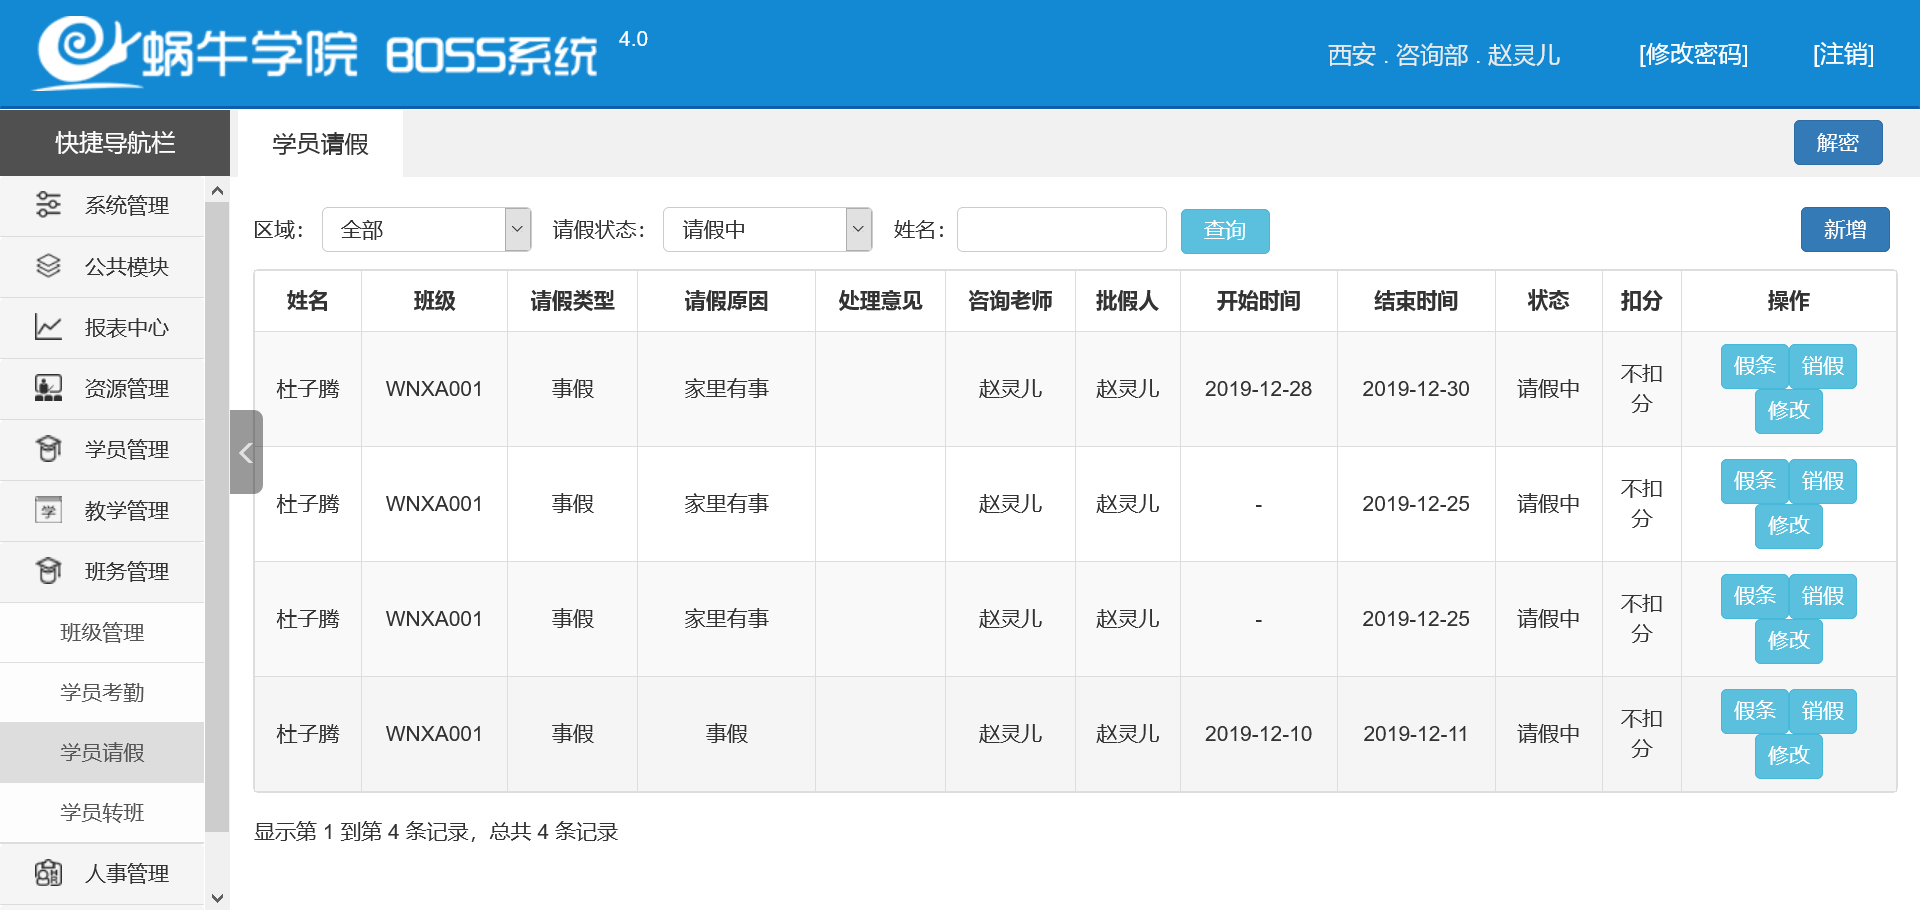 蜗牛学院 BOSS系统 4.0
西安 . 咨询部 . 赵灵儿 [修改密码] [注销]
快捷导航栏
系统管理
公共模块
报表中心
资源管理
学员管理
学 教学管理
班务管理
班级管理
学员考勤
学员请假
学员转班
人事管理
学员请假 解密
区域： 全部 请假状态： 请假中 姓名： 查询 新增
姓名 班级 请假类型 请假原因 处理意见 咨询老师 批假人 开始时间 结束时间 状态 扣分 操作
杜子腾 WNXA001 事假 家里有事 赵灵儿 赵灵儿 2019-12-28 2019-12-30 请假中 不扣分 假条 销假 修改
杜子腾 WNXA001 事假 家里有事 赵灵儿 赵灵儿 - 2019-12-25 请假中 不扣分 假条 销假 修改
杜子腾 WNXA001 事假 家里有事 赵灵儿 赵灵儿 - 2019-12-25 请假中 不扣分 假条 销假 修改
杜子腾 WNXA001 事假 事假 赵灵儿 赵灵儿 2019-12-10 2019-12-11 请假中 不扣分 假条 销假 修改
显示第 1 到第 4 条记录，总共 4 条记录